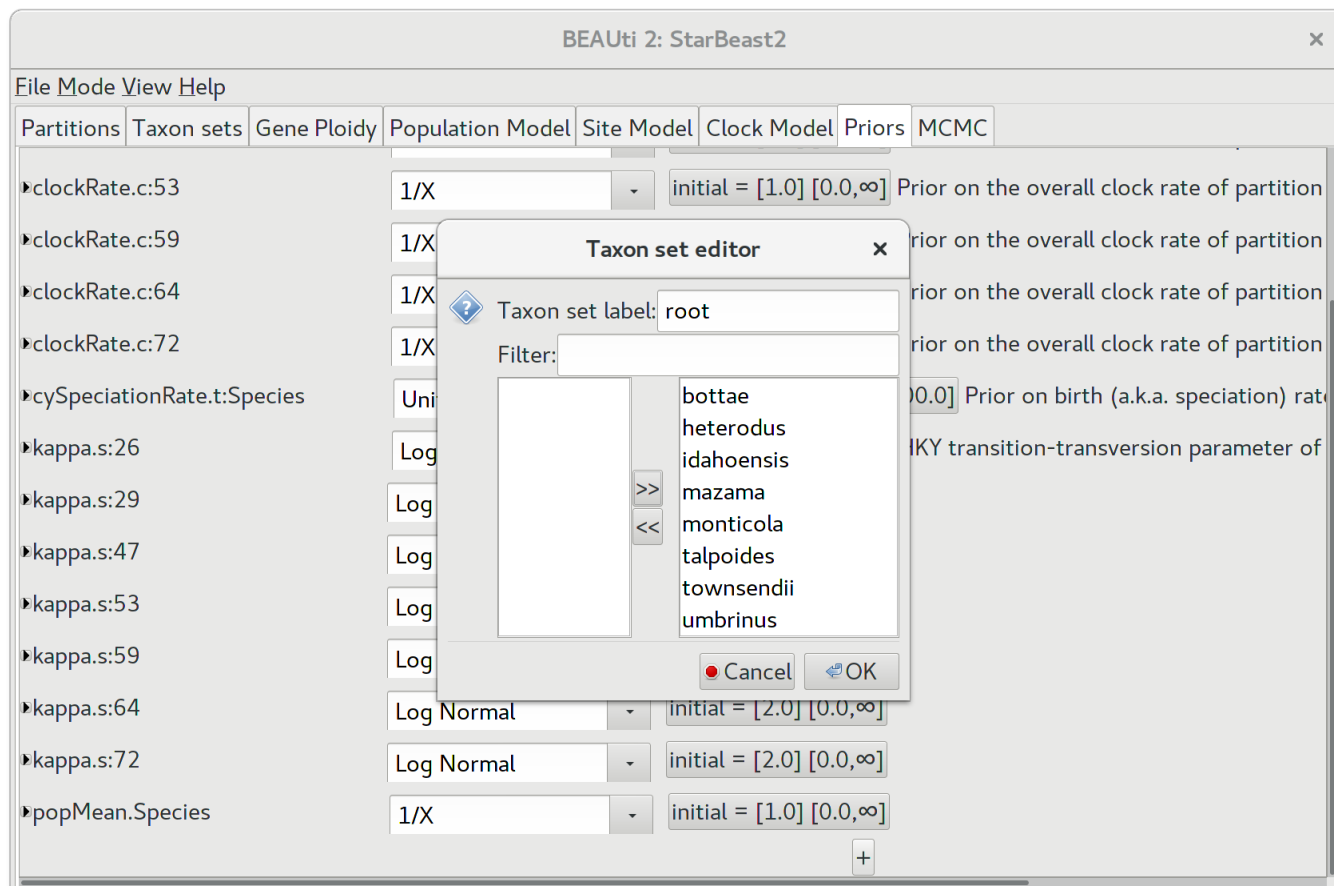 BEAUti 2: StarBeast2 ×
File Mode View Help
Partitions Taxon sets Gene Ploidy Population Model Site Model Clock Model Priors MCMC
clockRate.c:53 1/X initial = [1.0] [0.0,∞] Prior on the overall clock rate of partition
clockRate.c:59 1/X rior on the overall clock rate of partition
clockRate.c:64 1/X rior on the overall clock rate of partition
clockRate.c:72 1/X rior on the overall clock rate of partition
cySpeciationRate.t:Species Uni 00.0] Prior on birth (a.k.a. speciation) rate
kappa.s:26 Log HKY transition-transversion parameter of
kappa.s:29 Log
kappa.s:47 Log
kappa.s:53 Log
kappa.s:59 Log
kappa.s:64 Log Normal initial = [2.0] [0.0,∞]
kappa.s:72 Log Normal initial = [2.0] [0.0,∞]
popMean.Species 1/X initial = [1.0] [0.0,∞]
+
Taxon set editor ×
Taxon set label: root
Filter:
bottae
heterodus
idahoensis
>> mazama
<< monticola
talpoides
townsendii
umbrinus
Cancel OK